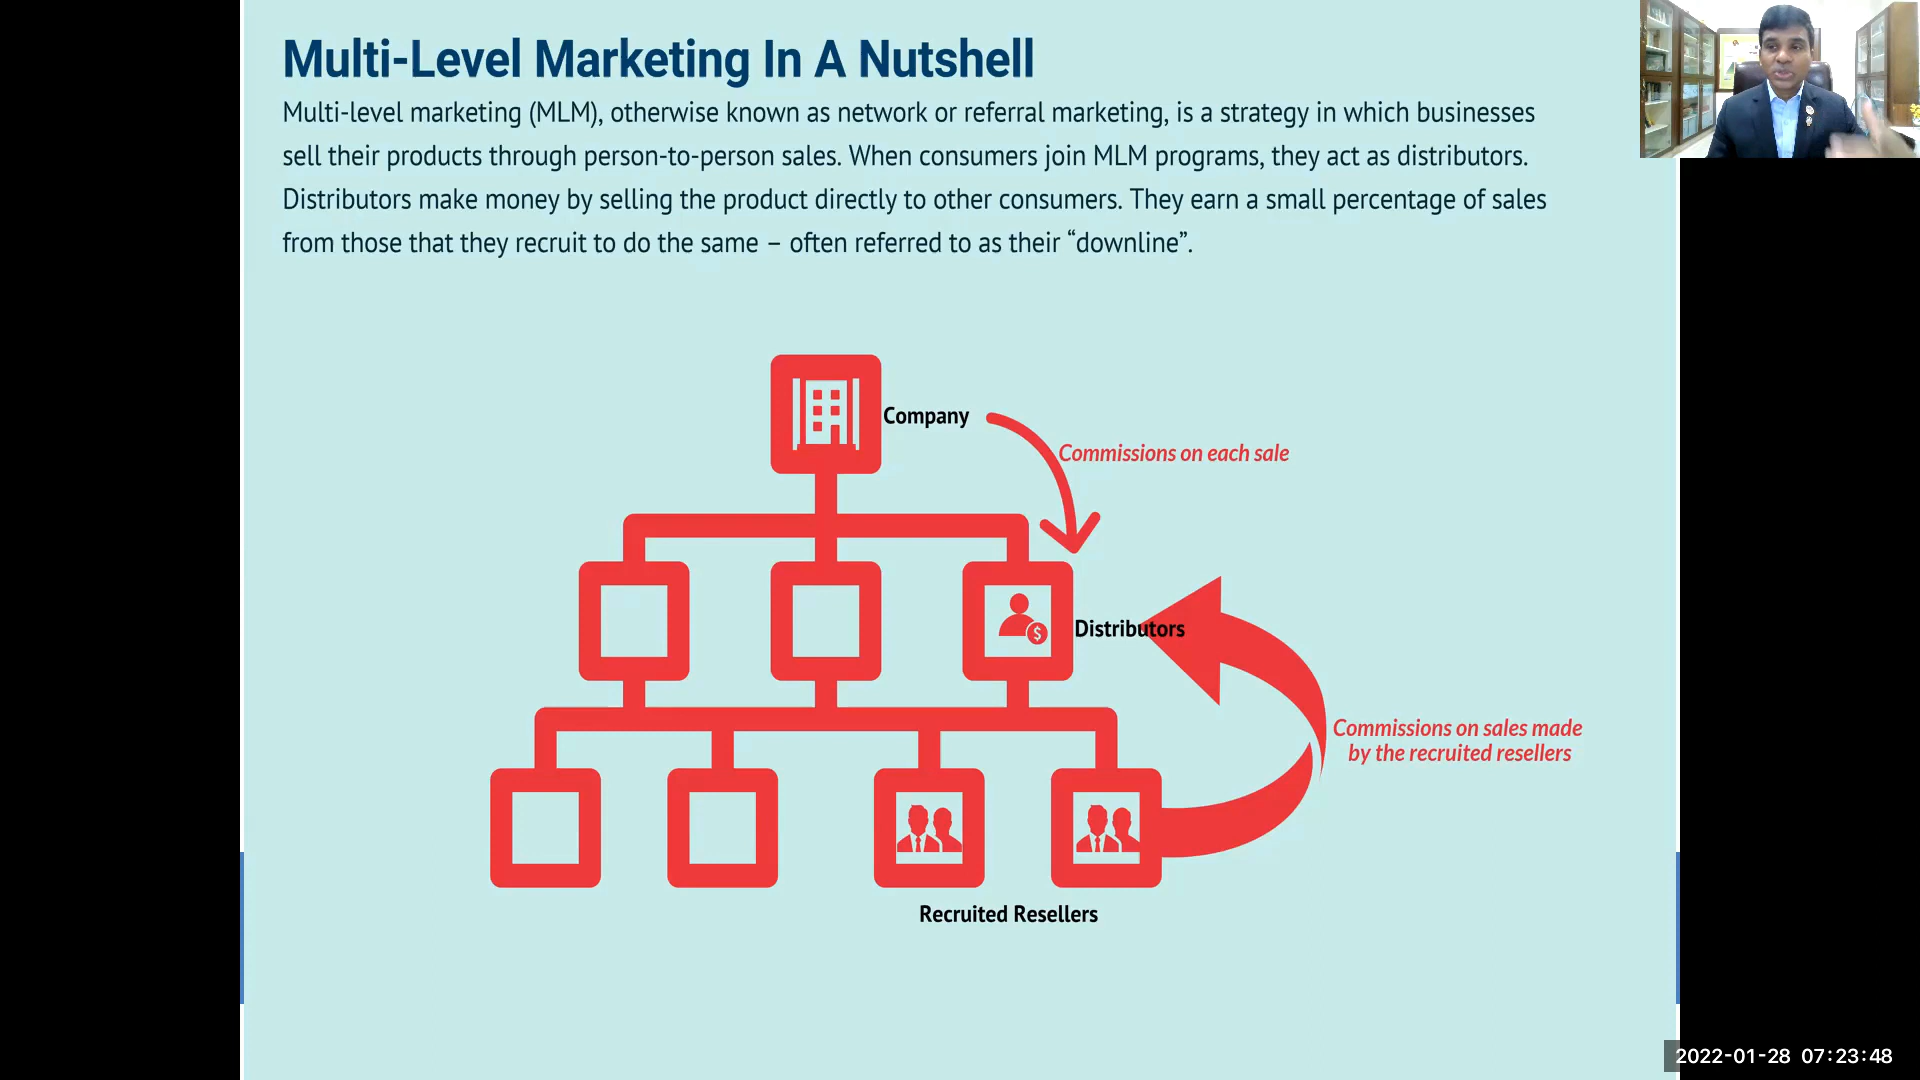 Multi-Level Marketing In A Nutshell
Multi-level marketing (MLM), otherwise known as network or referral marketing, is a strategy in which businesses
sell their products through person-to-person sales. When consumers join MLM programs, they act as distributors.
Distributors make money by selling the product directly to other consumers. They earn a small percentage of sales
from those that they recruit to do the same – often referred to as their “downline”.
Company
Commissions on each sale
$
Distributors
Commissions on sales made
by the recruited resellers
Recruited Resellers
2022-01-28 07:23:48